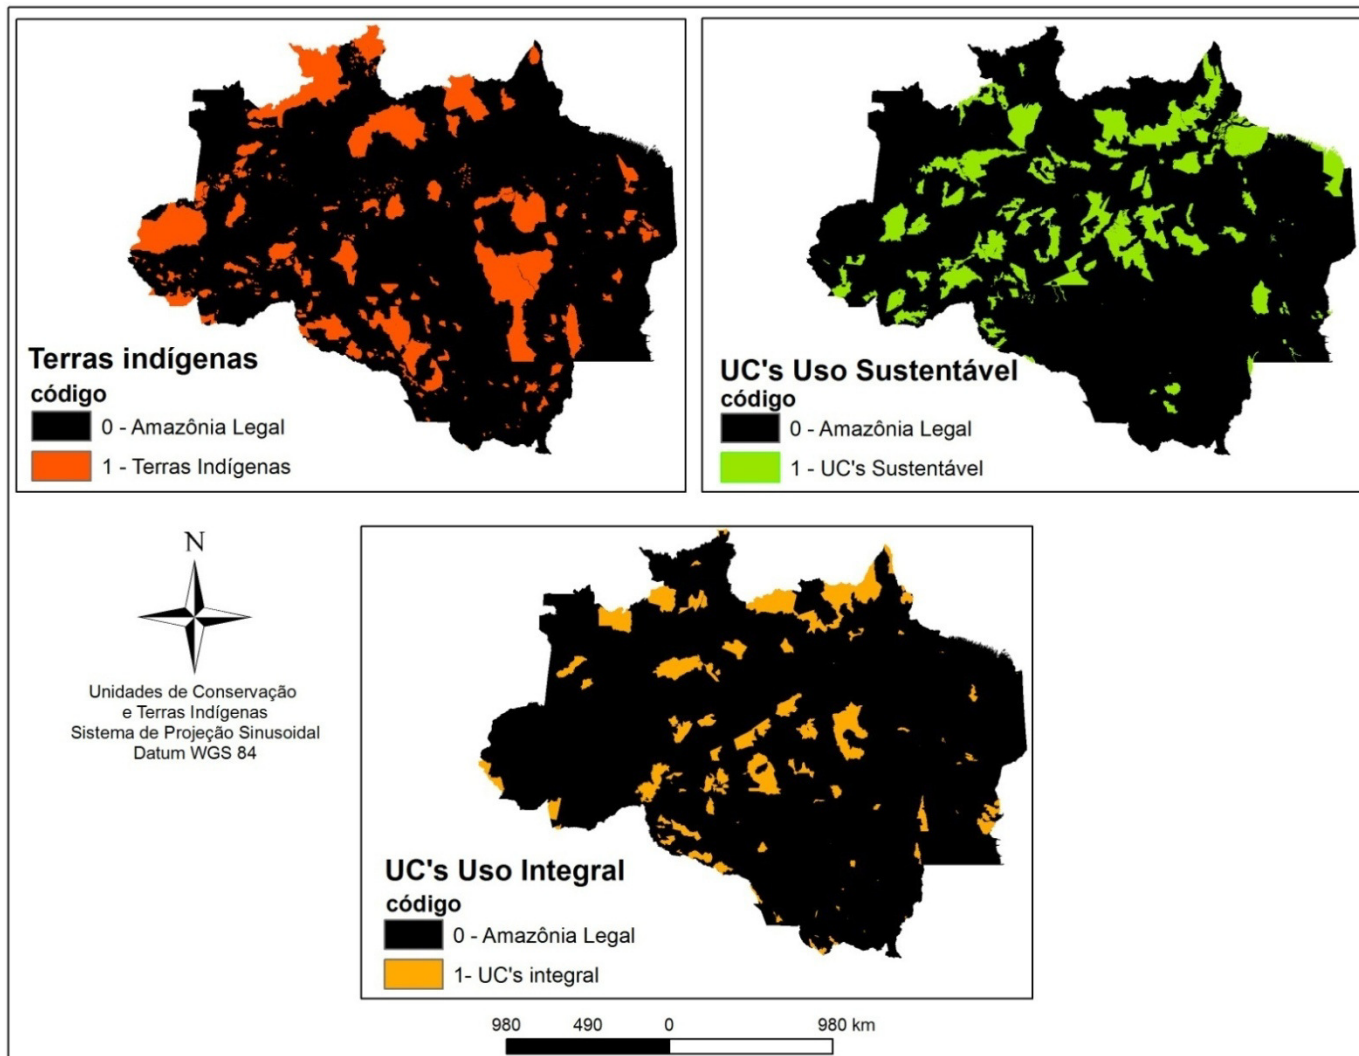 Terras indígenas
código
0 - Amazônia Legal
1 - Terras Indígenas
UC's Uso Sustentável
código
0 - Amazônia Legal
1 - UC's Sustentável
N
Unidades de Conservação
e Terras Indígenas
Sistema de Projeção Sinusoidal
Datum WGS 84
UC's Uso Integral
código
0 - Amazônia Legal
1- UC's integral
980 490 0 980 km